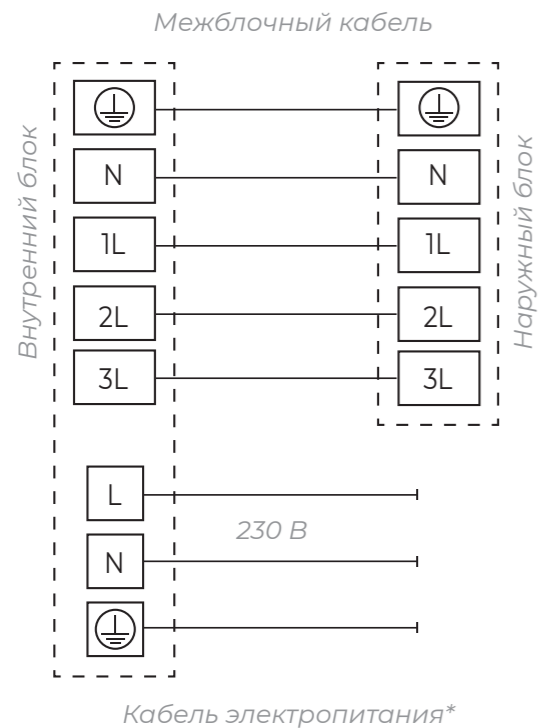 Межблочный кабель
Внутренний блок
Наружный блок
N N
1L 1L
2L 2L
3L 3L
L
230 В
N
Кабель электропитания*